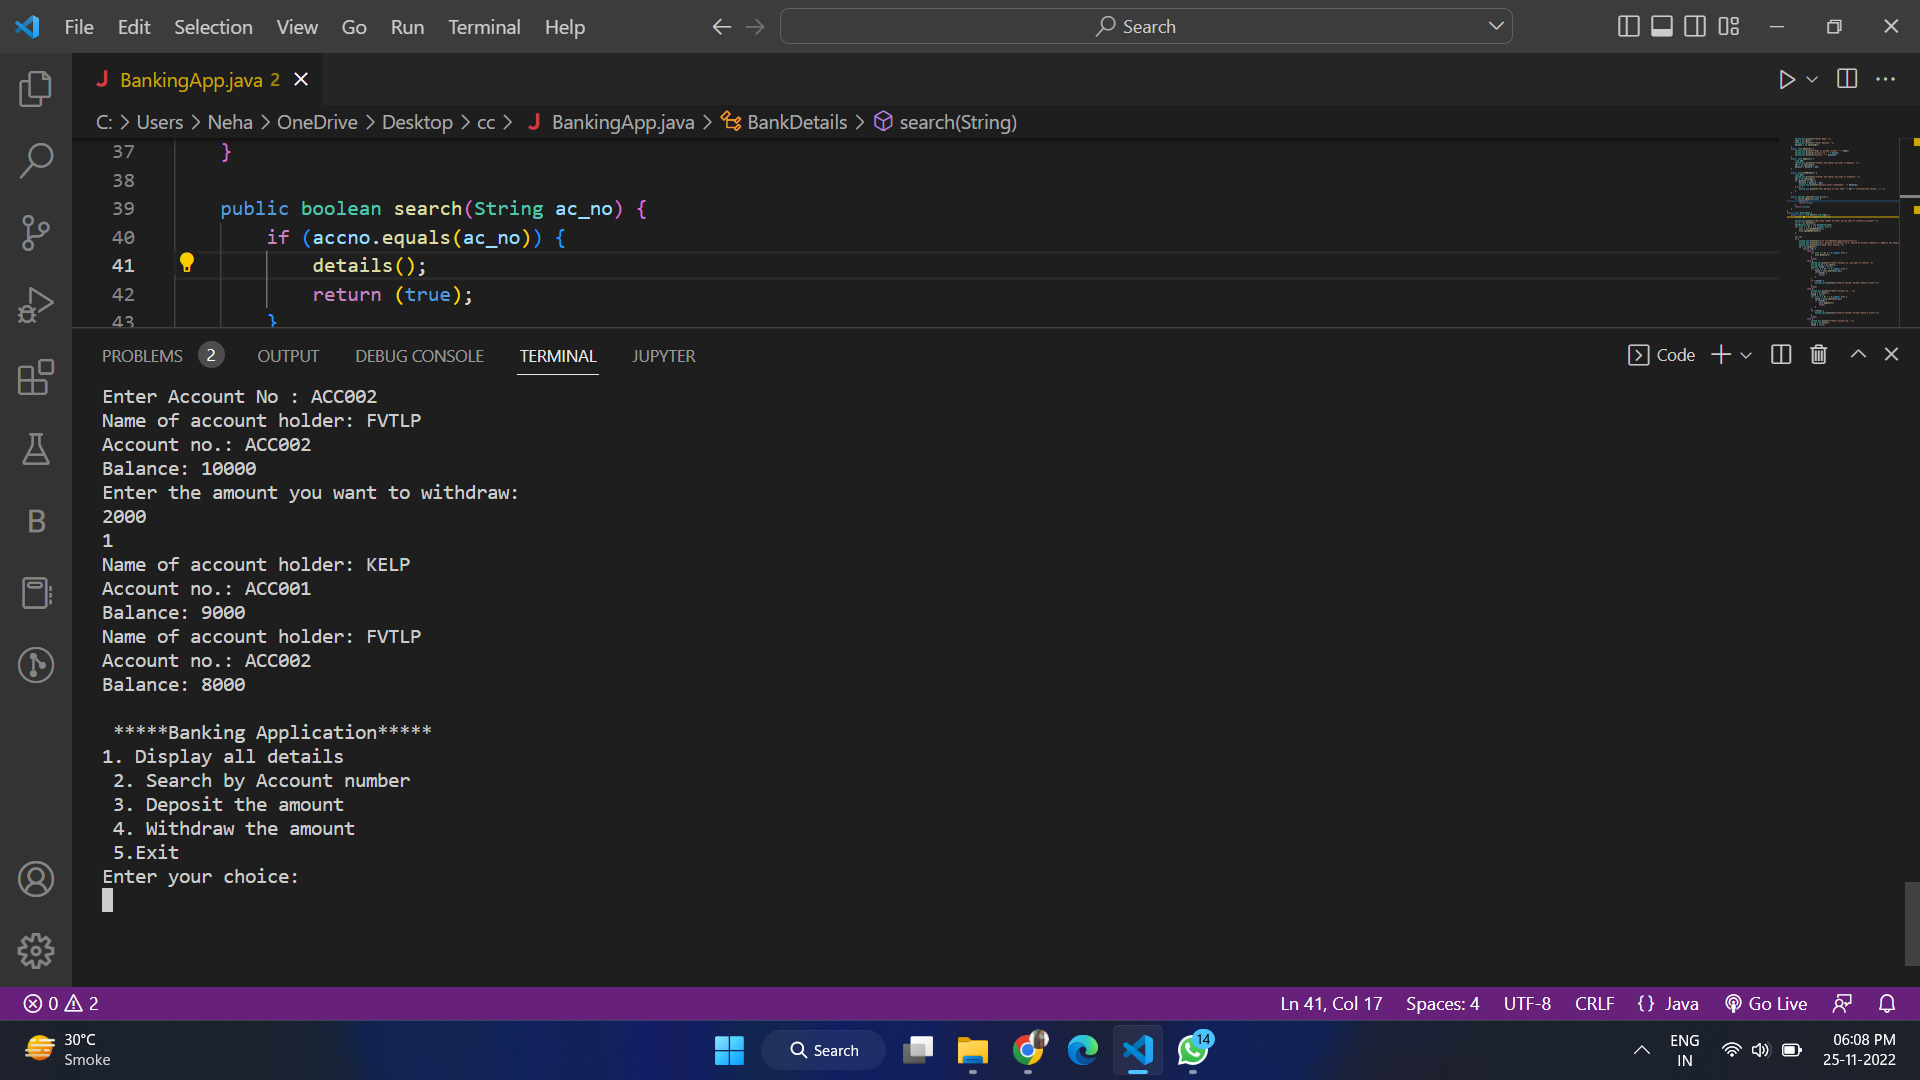 File Edit Selection View Go Run Terminal Help Search
BankingApp.java 2
C: > Users > Neha > OneDrive > Desktop > cc > J BankingApp.java > BankDetails > search(String)
37 }
38
39 public boolean search(String ac_no) {
40 if (accno.equals(ac_no)) {
41 details();
42 return (true);
43 }
PROBLEMS 2 OUTPUT DEBUG CONSOLE TERMINAL JUPYTER Code
Enter Account No : ACC002
Name of account holder: FVTLP
Account no.: ACC002
Balance: 10000
Enter the amount you want to withdraw:
2000
1
Name of account holder: KELP
Account no.: ACC001
Balance: 9000
Name of account holder: FVTLP
Account no.: ACC002
Balance: 8000
*****Banking Application*****
1. Display all details
2. Search by Account number
3. Deposit the amount
4. Withdraw the amount
5.Exit
Enter your choice:
B
0 2 Ln 41, Col 17 Spaces: 4 UTF-8 CRLF {} Java Go Live
30°C
Smoke
Search
14
ENG
IN
06:08 PM
25-11-2022